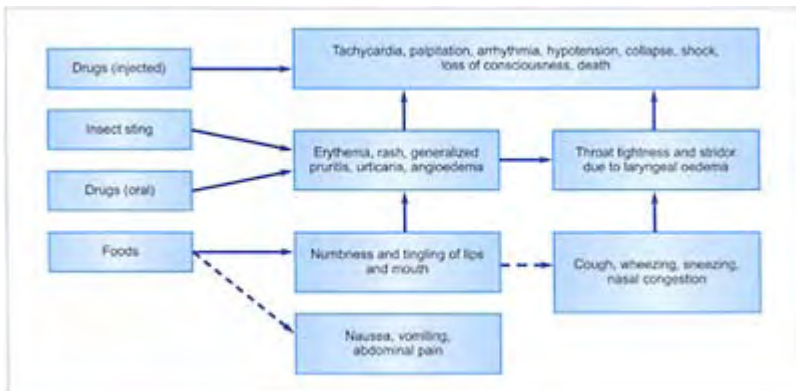 Drugs (injected)
Tachycardia, palpitation, arrhythmia, hypotension, collapse, shock,
loss of consciousness, death
Insect sting
Drugs (oral)
Erythema, rash, generalized
pruritis, urticaria, angioedema
Throat tightness and stridor
due to laryngeal oedema
Foods
Numbness and tingling of lips
and mouth
Cough, wheezing, sneezing,
nasal congestion
Nausea, vomiting,
abdominal pain